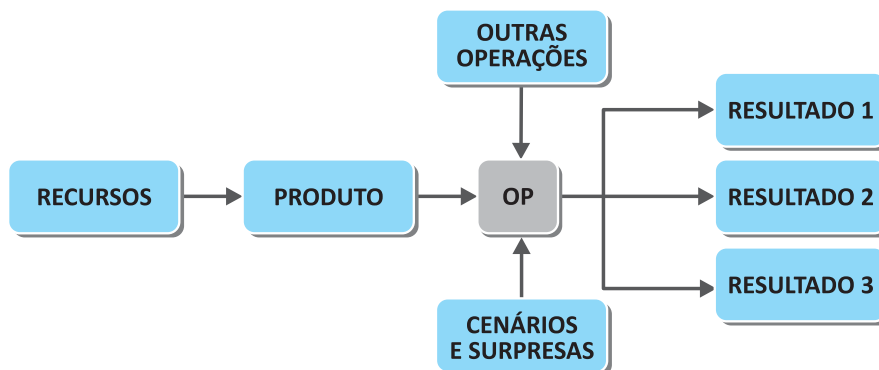 OUTRAS
OPERAÇÕES
RESULTADO 1
RECURSOS
PRODUTO
OP
RESULTADO 2
RESULTADO 3
CENÁRIOS
E SURPRESAS